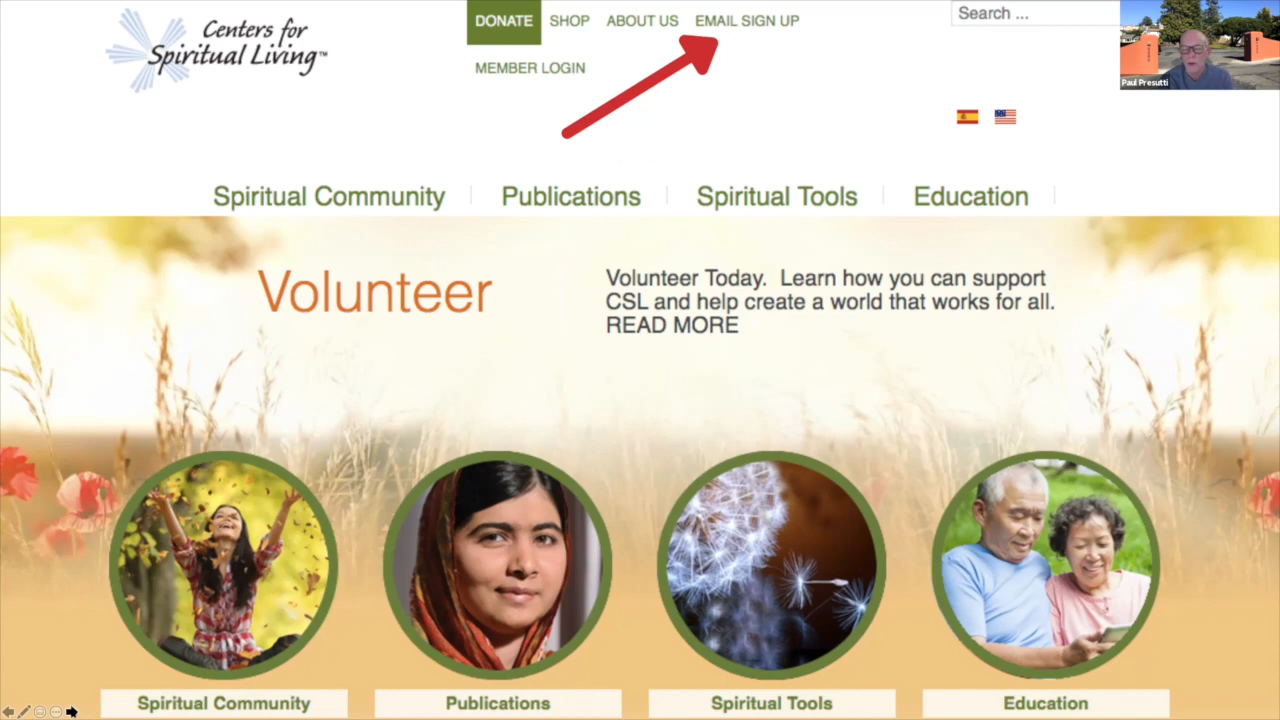 Centers for
Spiritual Living™
DONATE SHOP ABOUT US EMAIL SIGN UP
MEMBER LOGIN
Search ...
Paul Presutti
Spiritual Community Publications Spiritual Tools Education
Volunteer
Volunteer Today. Learn how you can support
CSL and help create a world that works for all.
READ MORE
Spiritual Community Publications Spiritual Tools Education